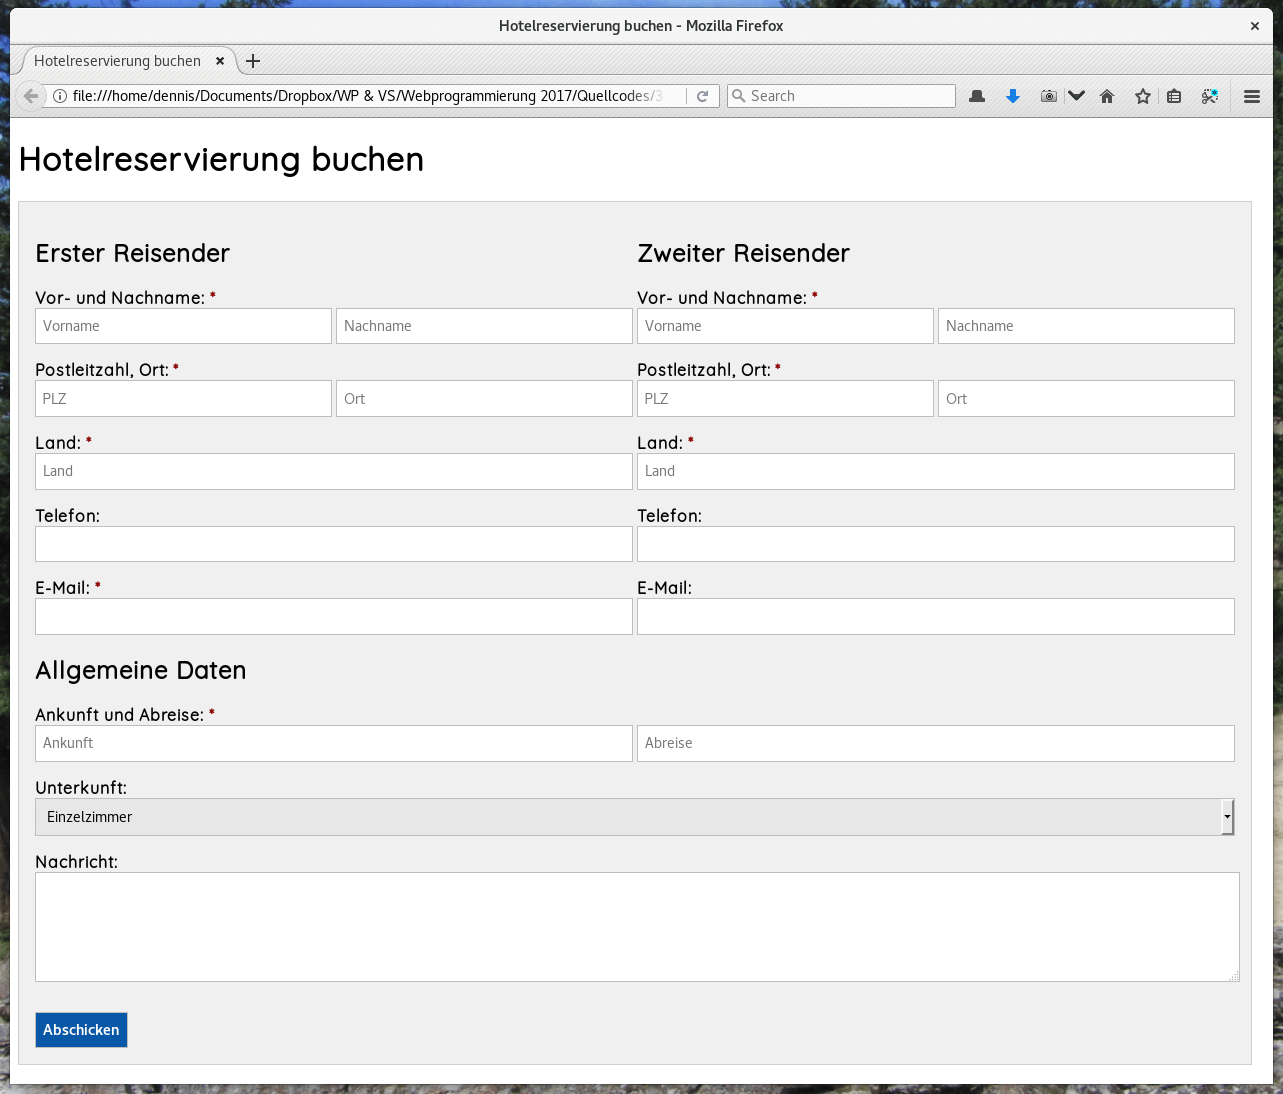 Hotelreservierung buchen - Mozilla Firefox
Hotelreservierung buchen
file:///home/dennis/Documents/Dropbox/WP & VS/Webprogrammierung 2017/Quellcodes/3
Search
Hotelreservierung buchen
Erster Reisender
Zweiter Reisender
Vor- und Nachname: *
Vor- und Nachname: *
Vorname
Nachname
Vorname
Nachname
Postleitzahl, Ort: *
Postleitzahl, Ort: *
PLZ
Ort
PLZ
Ort
Land: *
Land: *
Land
Land
Telefon:
Telefon:
E-Mail: *
E-Mail:
Allgemeine Daten
Ankunft und Abreise: *
Ankunft
Abreise
Unterkunft:
Einzelzimmer
Nachricht:
Abschicken